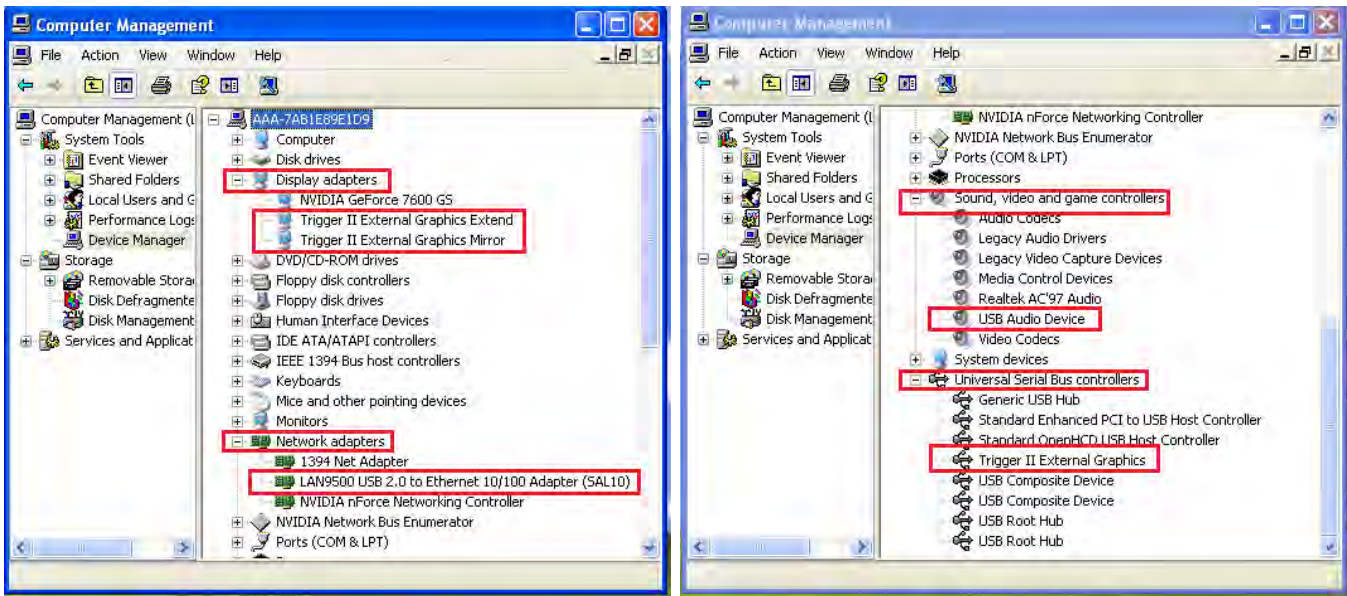 Computer Management
File Action View Window Help
Computer Management (L
System Tools
Event Viewer
Shared Folders
Local Users and G
Performance Logs
Device Manager
Storage
Removable Stora
Disk Defragmente
Disk Management
Services and Applicat
AAA-7AB1E89E1D9
Computer
Disk drives
Display adapters
NVIDIA GeForce 7600 GS
Trigger II External Graphics Extend
Trigger II External Graphics Mirror
DVD/CD-ROM drives
Floppy disk controllers
Floppy disk drives
Human Interface Devices
IDE ATA/ATAPI controllers
IEEE 1394 Bus host controllers
Keyboards
Mice and other pointing devices
Monitors
Network adapters
1394 Net Adapter
LAN9500 USB 2.0 to Ethernet 10/100 Adapter (SAL10)
NVIDIA nForce Networking Controller
NVIDIA Network Bus Enumerator
Ports (COM & LPT)
Computer Management
File Action View Window Help
Computer Management (L
System Tools
Event Viewer
Shared Folders
Local Users and G
Performance Logs
Device Manager
Storage
Removable Stora
Disk Defragmente
Disk Management
Services and Applicat
NVIDIA nForce Networking Controller
NVIDIA Network Bus Enumerator
Ports (COM & LPT)
Processors
Sound, video and game controllers
Audio Codecs
Legacy Audio Drivers
Legacy Video Capture Devices
Media Control Devices
Realtek AC'97 Audio
USB Audio Device
Video Codecs
System devices
Universal Serial Bus controllers
Generic USB Hub
Standard Enhanced PCI to USB Host Controller
Standard OpenHCD USB Host Controller
Trigger II External Graphics
USB Composite Device
USB Composite Device
USB Root Hub
USB Root Hub